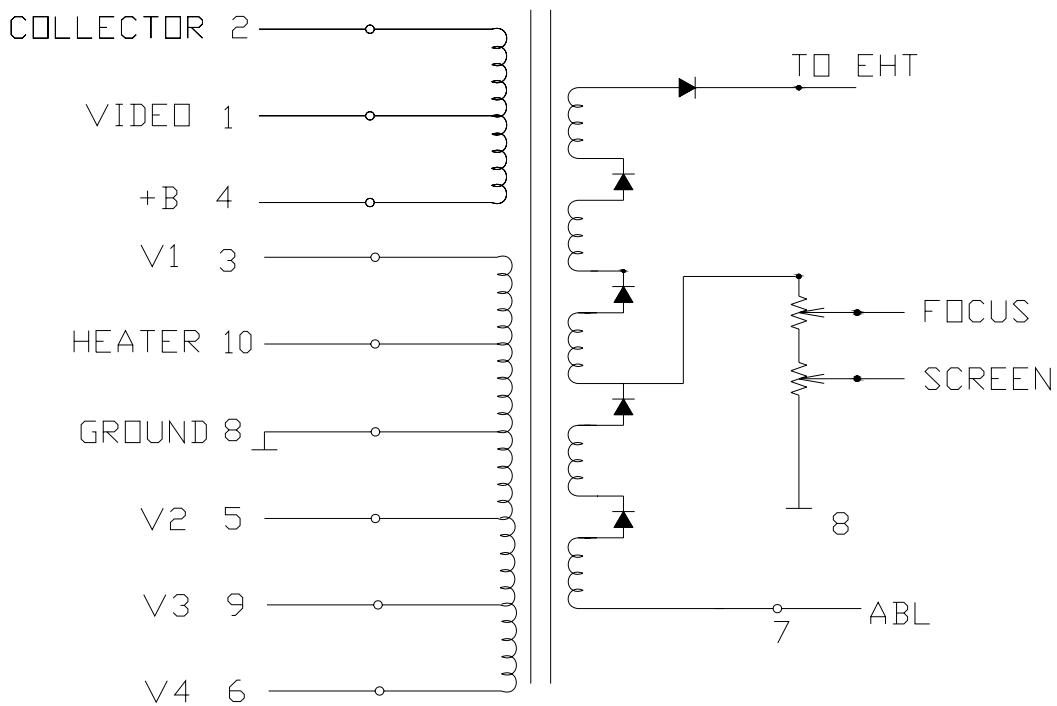 COLLECTOR 2
TO EHT
VIDEO 1
+B 4
V1 3
FOCUS
HEATER 10
SCREEN
GROUND 8
V2 5
8
V3 9
ABL
7
V4 6